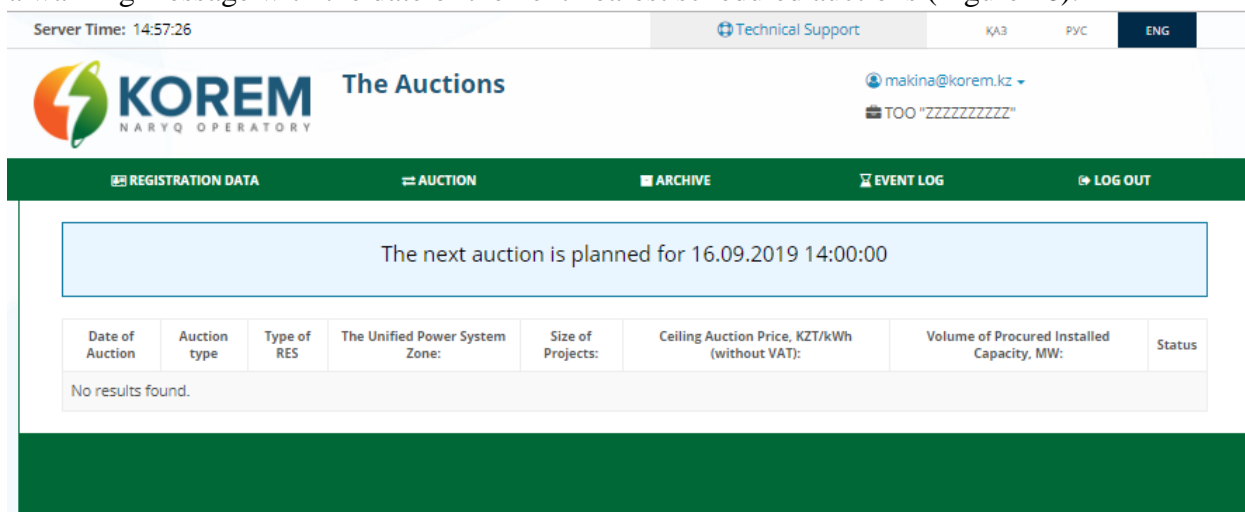 Server Time: 14:57:26
Technical Support
ҚАЗ
РУС
ENG
KOREM
NARYQ OPERATORY
The Auctions
makina@korem.kz
TOO "ZZZZZZZZZZ"
REGISTRATION DATA
AUCTION
ARCHIVE
EVENT LOG
LOG OUT
The next auction is planned for 16.09.2019 14:00:00
Date of
Auction
Auction
type
Type of
RES
The Unified Power System
Zone:
Size of
Projects:
Ceiling Auction Price, KZT/kWh
(without VAT):
Volume of Procured Installed
Capacity, MW:
Status
No results found.